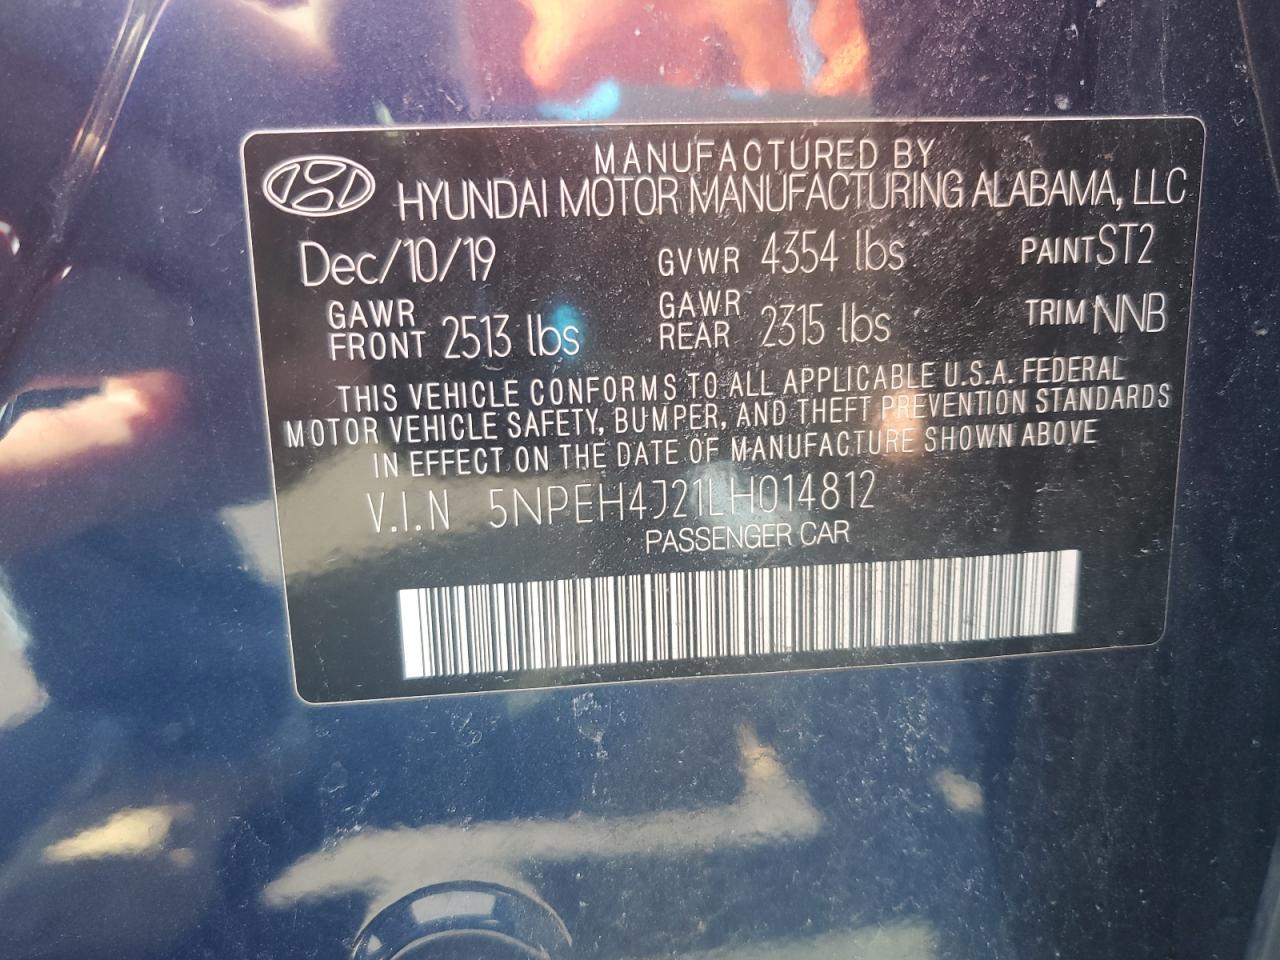 MANUFACTURED BY
HYUNDAI MOTOR MANUFACTURING ALABAMA, LLC
Dec/10/19 GVWR 4354 lbs PAINT ST2
GAWR FRONT 2513 lbs GAWR REAR 2315 lbs TRIM NNB
THIS VEHICLE CONFORMS TO ALL APPLICABLE U.S.A. FEDERAL
MOTOR VEHICLE SAFETY, BUMPER, AND THEFT PREVENTION STANDARDS
IN EFFECT ON THE DATE OF MANUFACTURE SHOWN ABOVE
V.I.N 5NPEH4J21LH014812
PASSENGER CAR